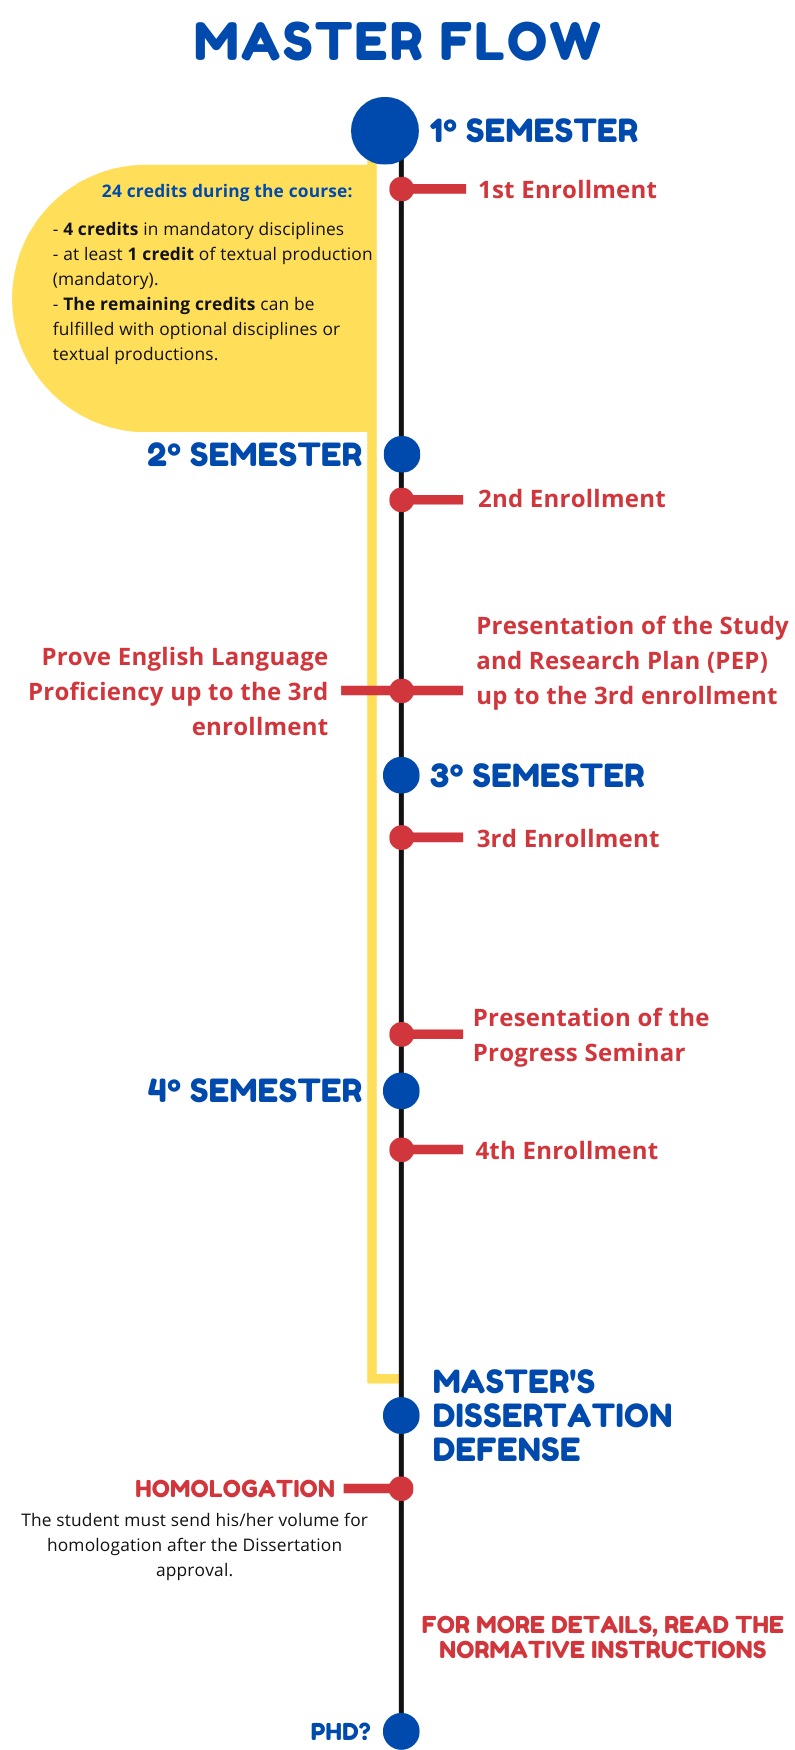 MASTER FLOW
1º SEMESTER
1st Enrollment
24 credits during the course:
- 4 credits in mandatory disciplines
- at least 1 credit of textual production
(mandatory).
- The remaining credits can be
fulfilled with optional disciplines or
textual productions.
2º SEMESTER
2nd Enrollment
Prove English Language
Proficiency up to the 3rd
enrollment
Presentation of the Study
and Research Plan (PEP)
up to the 3rd enrollment
3º SEMESTER
3rd Enrollment
Presentation of the
Progress Seminar
4º SEMESTER
4th Enrollment
MASTER'S
DISSERTATION
DEFENSE
HOMOLOGATION
The student must send his/her volume for
homologation after the Dissertation
approval.
FOR MORE DETAILS, READ THE
NORMATIVE INSTRUCTIONS
PHD?